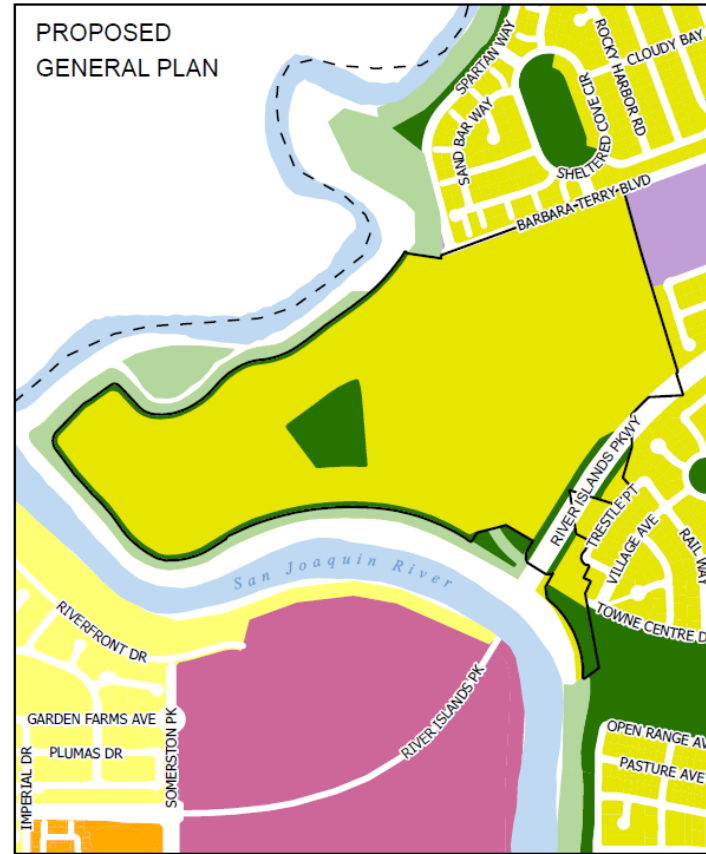 PROPOSED
GENERAL PLAN
SPARTAN WAY
ROCKY HARBOR RD
CLOUDY BAY
SAND BAR WAY
SHELTERED COVE CIR
BARBARA TERRY BLVD
RIVER ISLANDS PKWY
TRESTLE PT
VILLAGE AVE
RAIL WAY
San Joaquin River
TOWNE CENTRE D
RIVERFRONT DR
GARDEN FARMS AVE
PLUMAS DR
IMPERIAL DR
SOMERSTON PK
RIVER ISLANDS PK
OPEN RANGE AV
PASTURE AVE